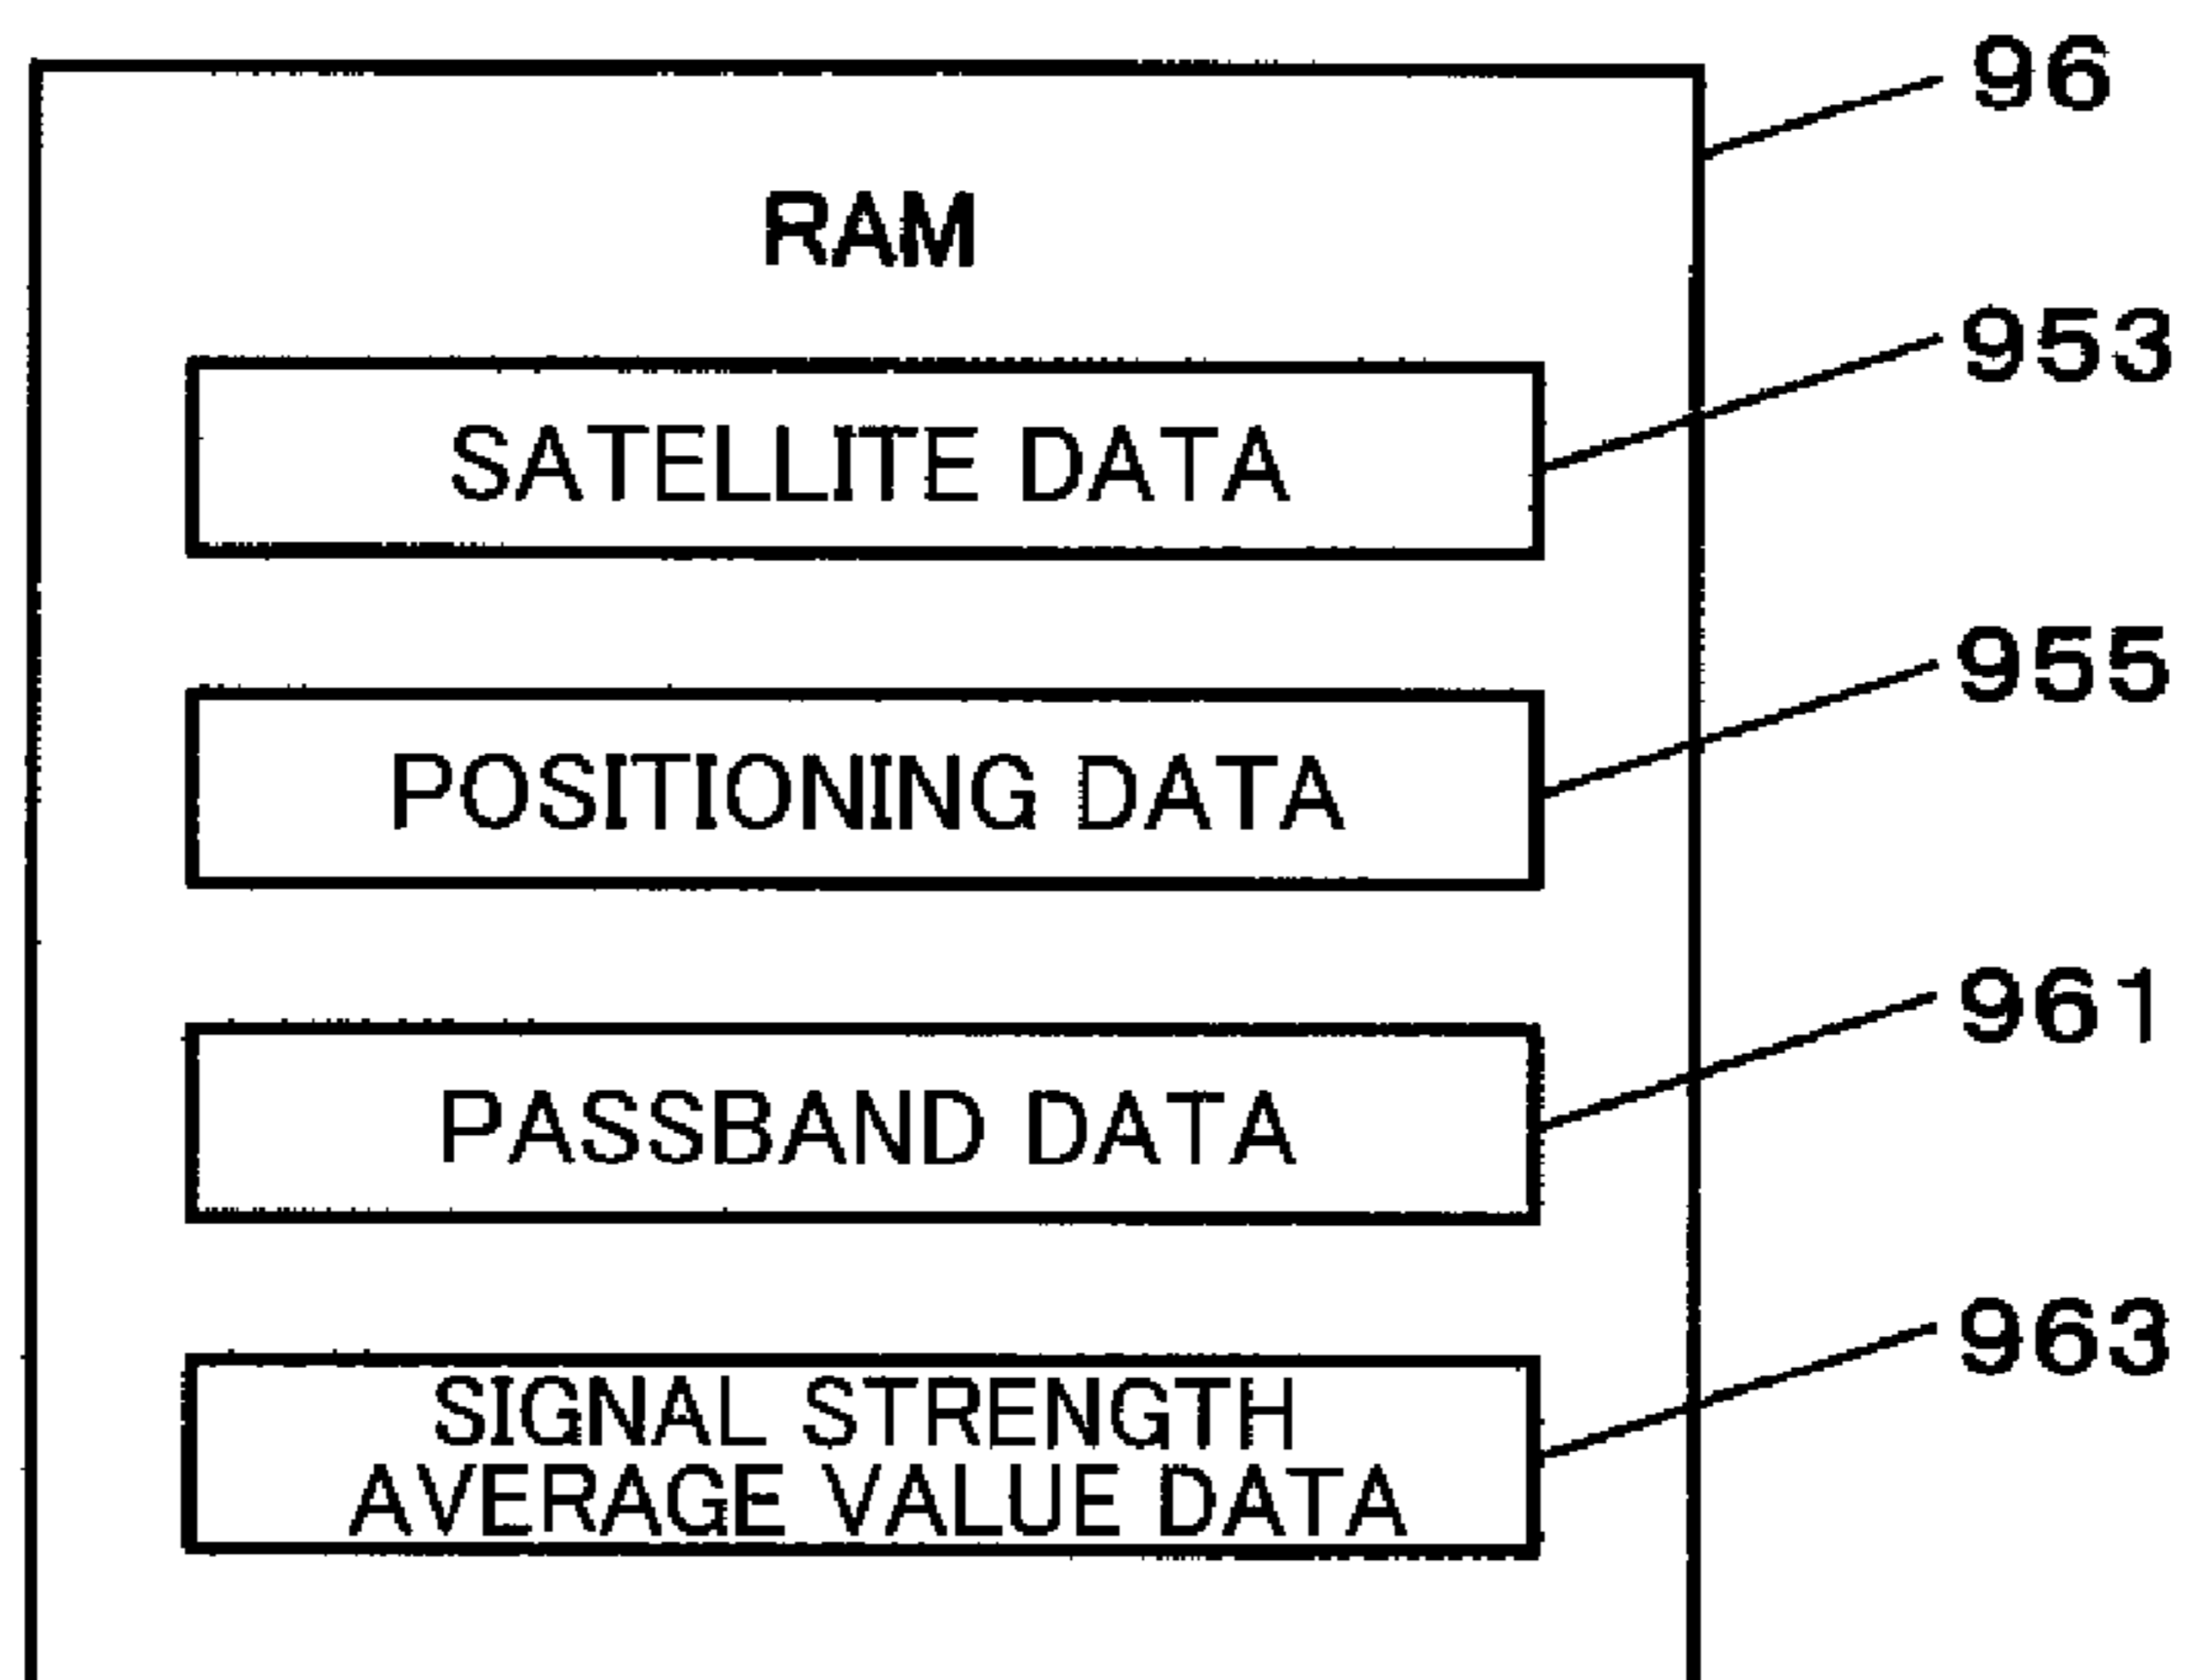 96
RAM
SATELLITE DATA 953
POSITIONING DATA 955
PASSBAND DATA 961
SIGNAL STRENGTH
AVERAGE VALUE DATA 963